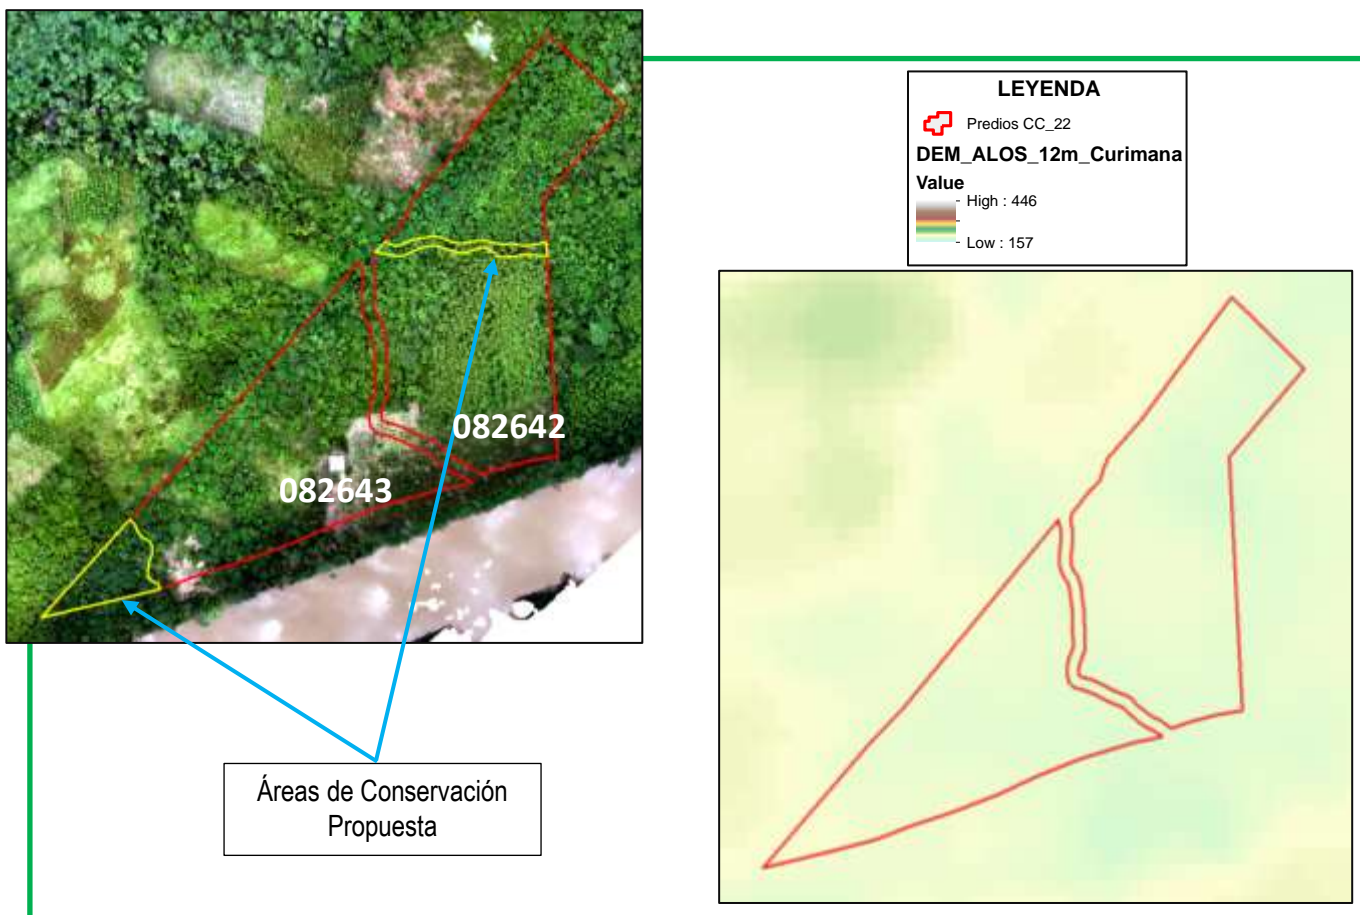 LEYENDA
Predios CC_22
DEM_ALOS_12m_Curimana
Value
High : 446
Low : 157
082642
082643
Áreas de Conservación
Propuesta